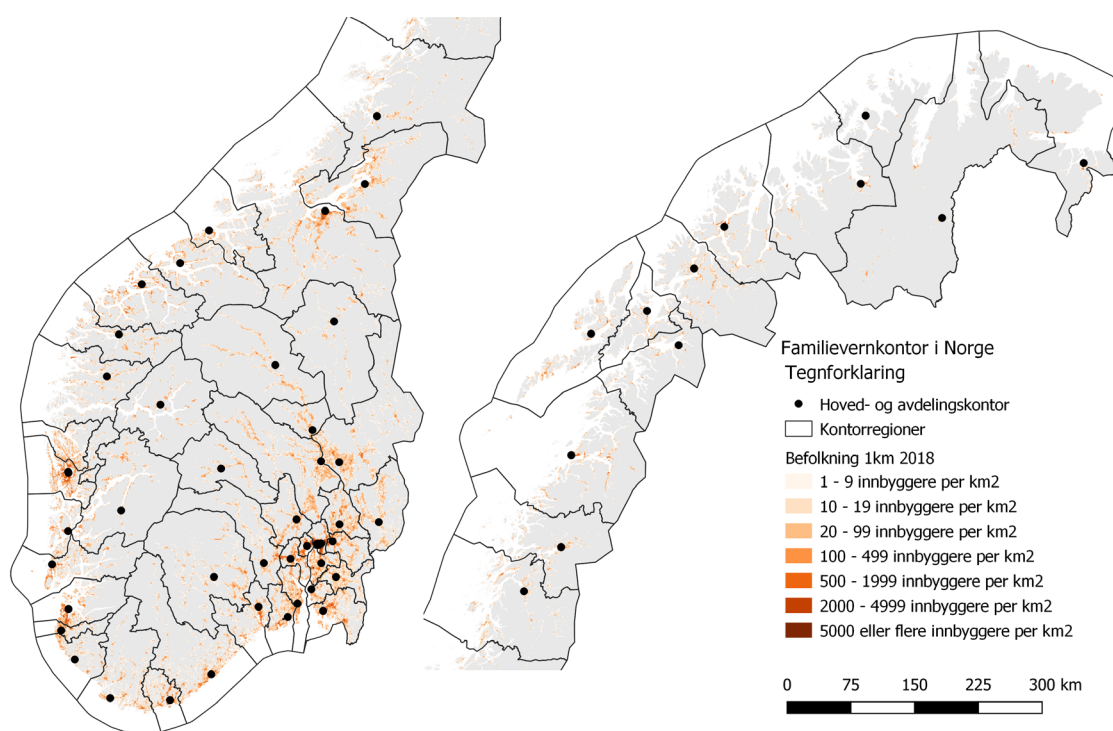 Familievernkontor i Norge
Tegnforklaring
Hoved- og avdelingskontor
Kontorregioner
Befolkning 1km 2018
1 - 9 innbyggere per km2
10 - 19 innbyggere per km2
20 - 99 innbyggere per km2
100 - 499 innbyggere per km2
500 - 1999 innbyggere per km2
2000 - 4999 innbyggere per km2
5000 eller flere innbyggere per km2
0 75 150 225 300 km